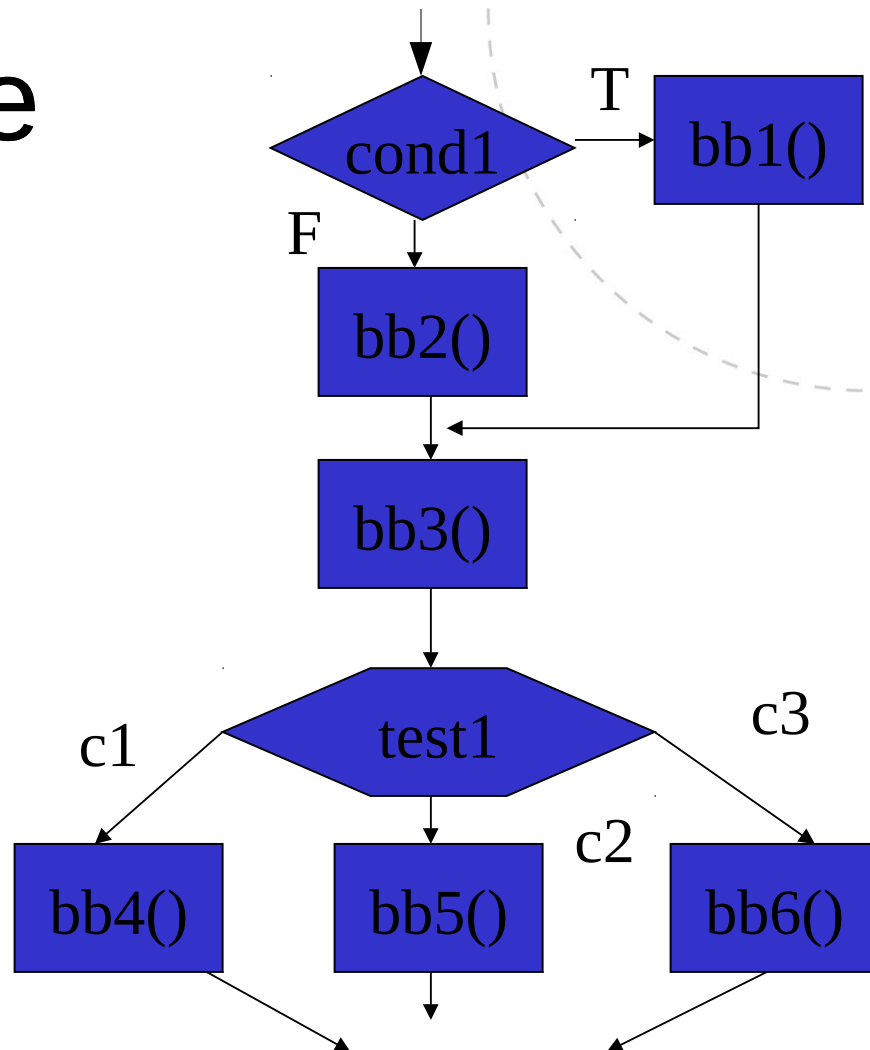 e
cond1
T
bb1()
F
bb2()
bb3()
test1
c1
c3
c2
bb4()
bb5()
bb6()